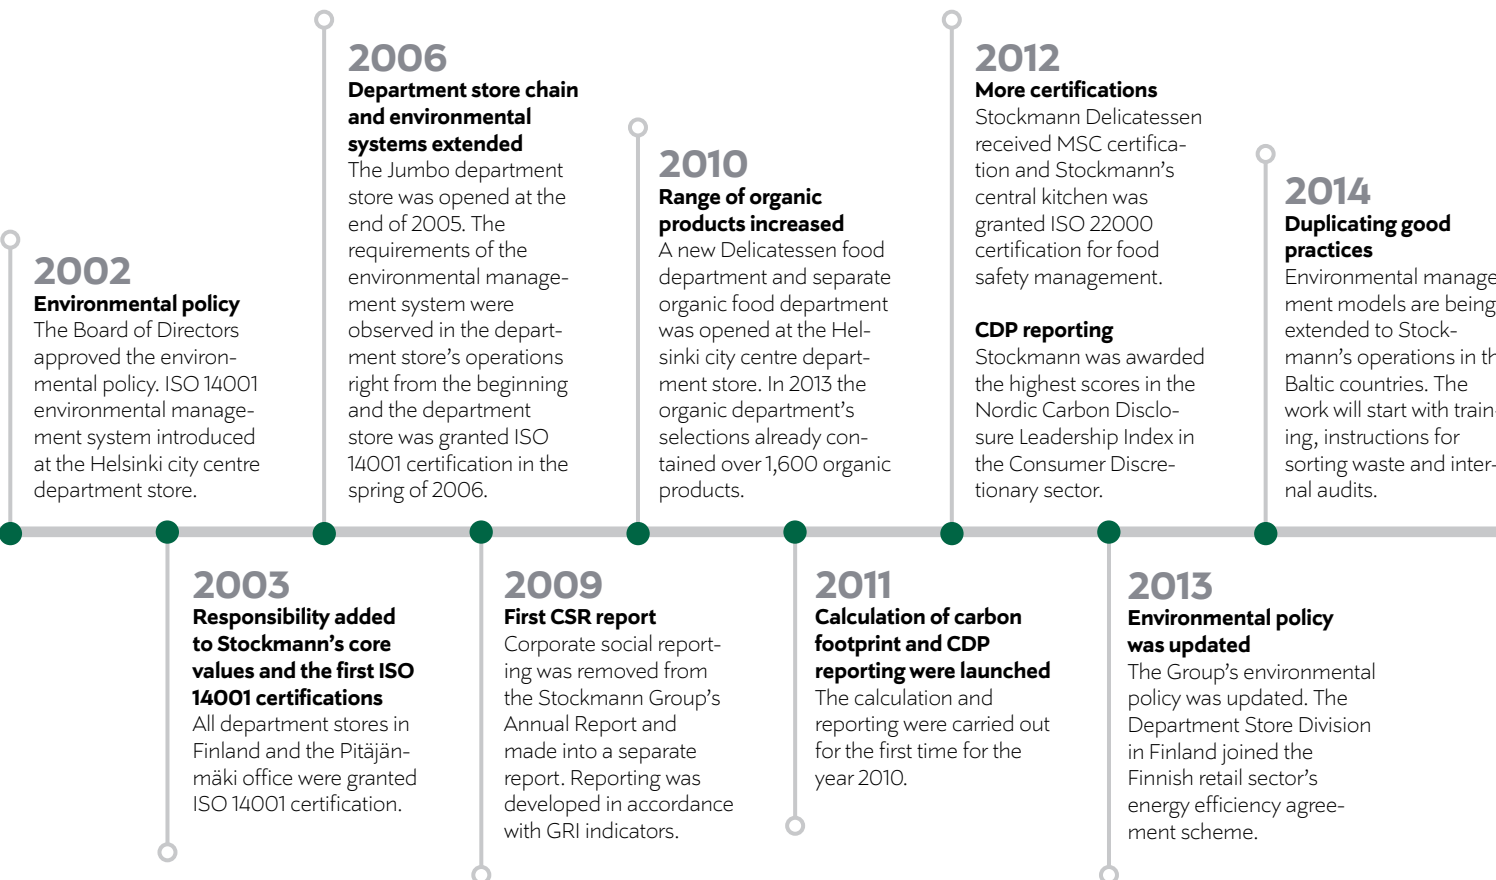 2002
Environmental policy
The Board of Directors
approved the environ-
mental policy. ISO 14001
environmental manage-
ment system introduced
at the Helsinki city centre
department store.
2003
Responsibility added
to Stockmann's core
values and the first ISO
14001 certifications
All department stores in
Finland and the Pitäjän-
mäki office were granted
ISO 14001 certification.
2006
Department store chain
and environmental
systems extended
The Jumbo department
store was opened at the
end of 2005. The
requirements of the
environmental manage-
ment system were
observed in the depart-
ment store's operations
right from the beginning
and the department
store was granted ISO
14001 certification in the
spring of 2006.
2009
First CSR report
Corporate social report-
ing was removed from
the Stockmann Group's
Annual Report and
made into a separate
report. Reporting was
developed in accordance
with GRI indicators.
2010
Range of organic
products increased
A new Delicatessen food
department and separate
organic food department
was opened at the Hel-
sinki city centre depart-
ment store. In 2013 the
organic department's
selections already con-
tained over 1,600 organic
products.
2011
Calculation of carbon
footprint and CDP
reporting were launched
The calculation and
reporting were carried out
for the first time for the
year 2010.
2012
More certifications
Stockmann Delicatessen
received MSC certifica-
tion and Stockmann's
central kitchen was
granted ISO 22000
certification for food
safety management.
CDP reporting
Stockmann was awarded
the highest scores in the
Nordic Carbon Disclo-
sure Leadership Index in
the Consumer Discre-
tionary sector.
2013
Environmental policy
was updated
The Group's environmental
policy was updated. The
Department Store Division
in Finland joined the
Finnish retail sector's
energy efficiency agree-
ment scheme.
2014
Duplicating good
practices
Environmental manage
ment models are being
extended to Stock-
mann's operations in th
Baltic countries. The
work will start with train-
ing, instructions for
sorting waste and inter-
nal audits.